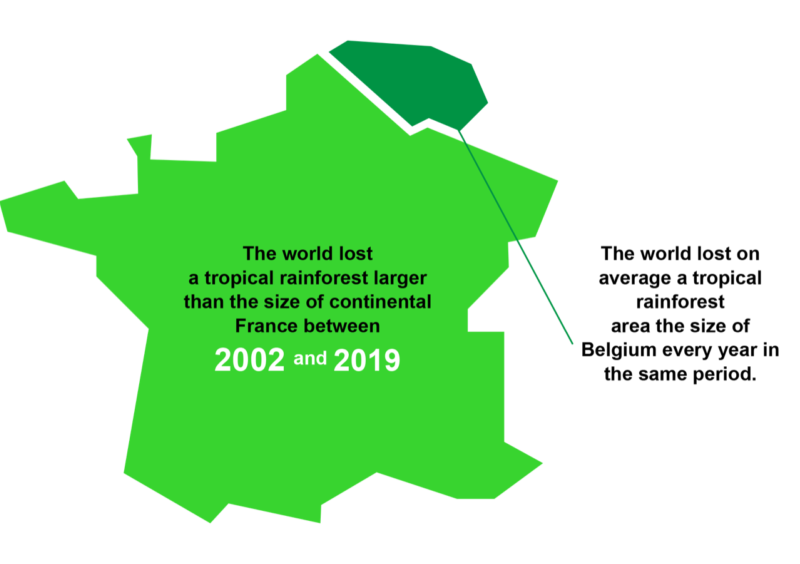 The world lost
a tropical rainforest larger
than the size of continental
France between
2002 and 2019
The world lost on
average a tropical
rainforest
area the size of
Belgium every year in
the same period.